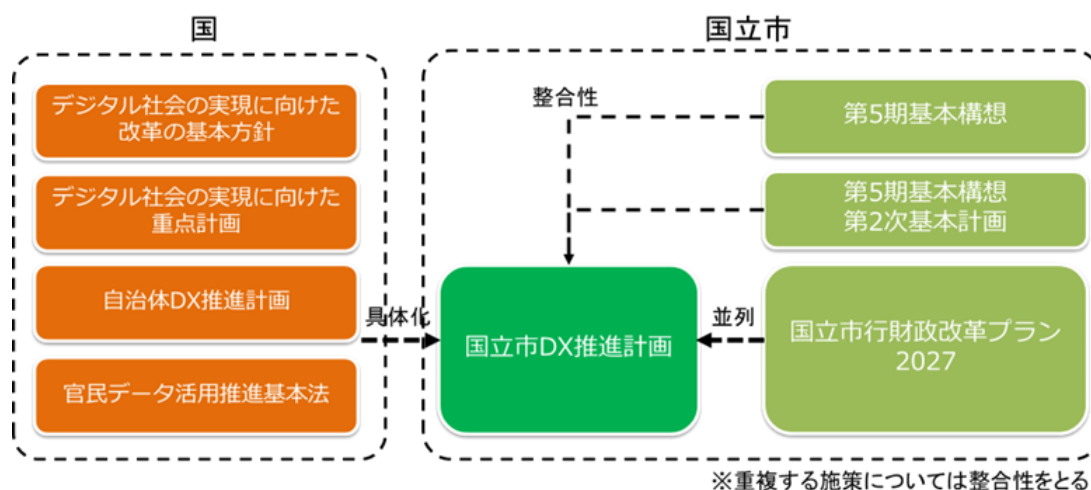 国
デジタル社会の実現に向けた
改革の基本方針
デジタル社会の実現に向けた
重点計画
自治体DX推進計画
官民データ活用推進基本法
具体化
国立市
整合性
第5期基本構想
第5期基本構想
第2次基本計画
国立市DX推進計画
並列
国立市行財政改革プラン
2027
※重複する施策については整合性をとる